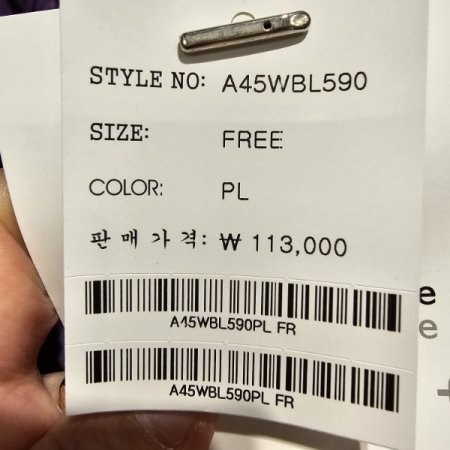 STYLE NO: A45WBL590
SIZE: FREE
COLOR: PL
판매가격: ₩ 113,000
A45WBL590PL FR
A45WBL590PL FR
e
e